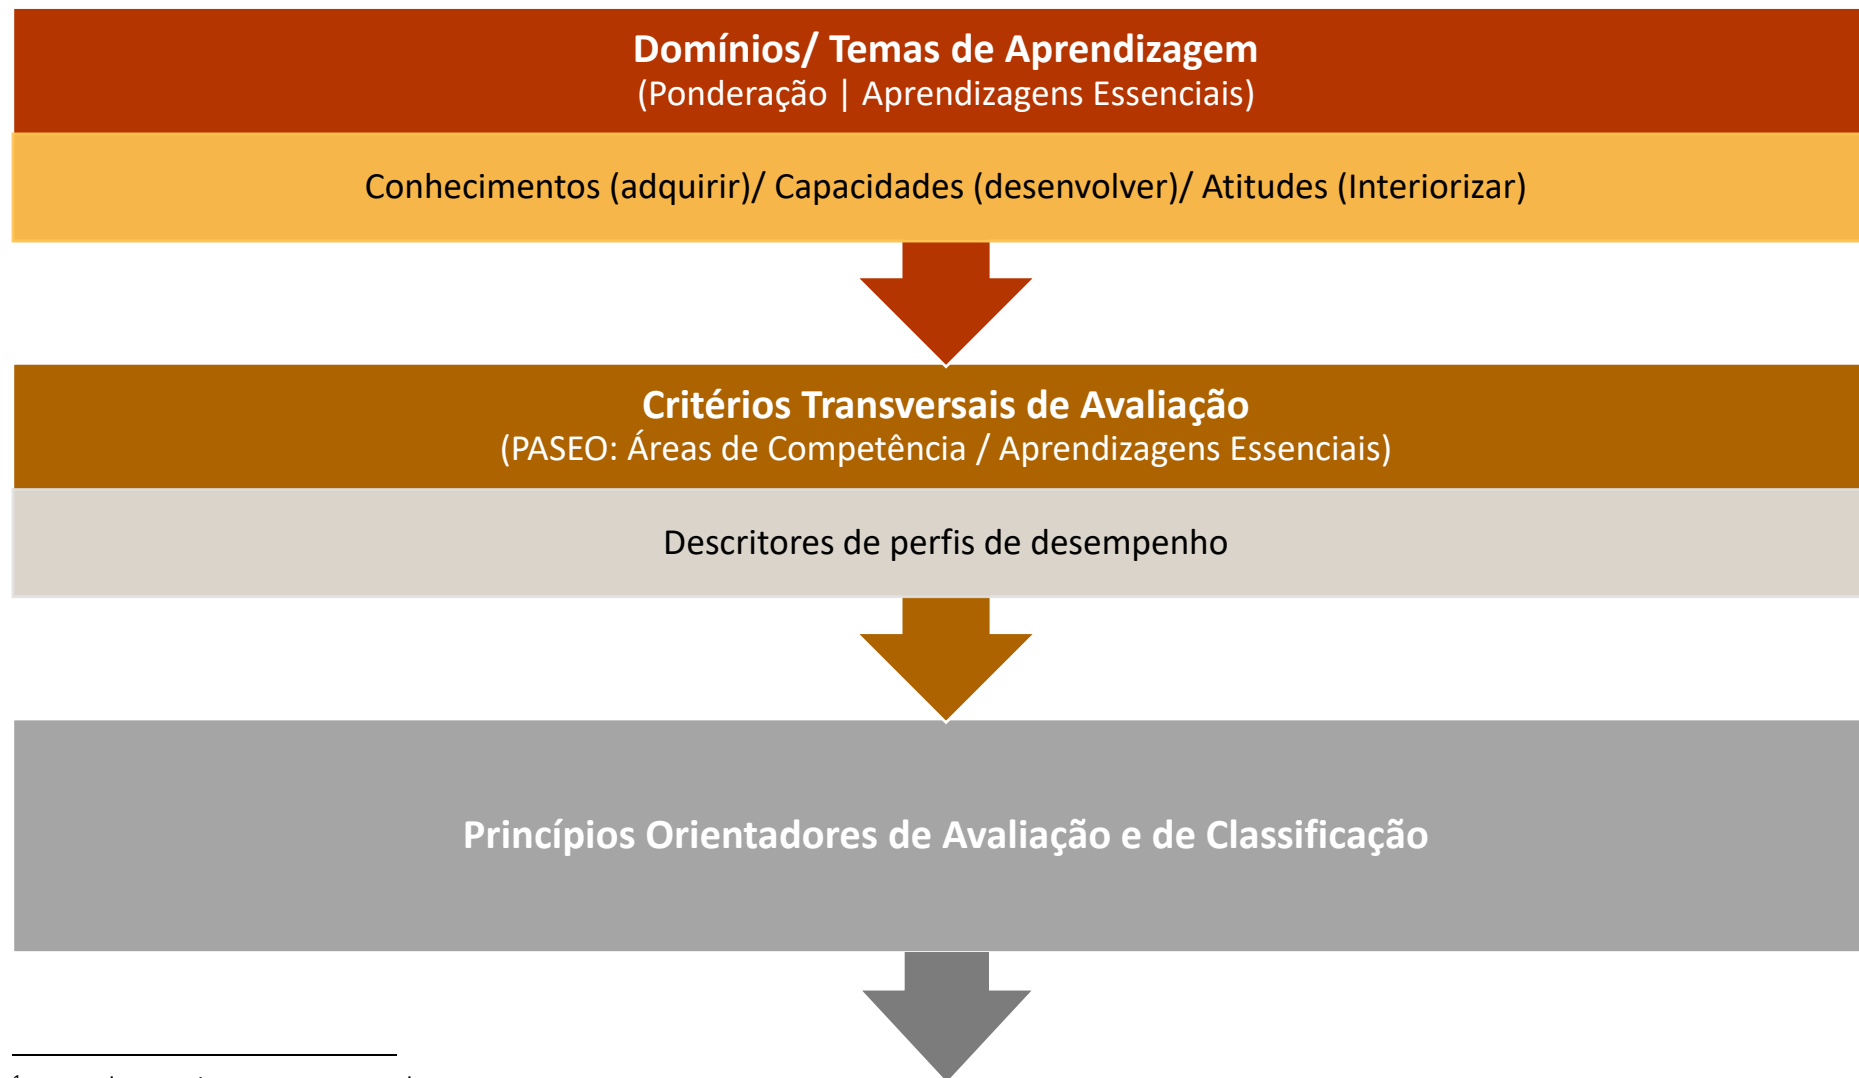 Domínios/ Temas de Aprendizagem
(Ponderação | Aprendizagens Essenciais)
Conhecimentos (adquirir)/ Capacidades (desenvolver)/ Atitudes (Interiorizar)
Critérios Transversais de Avaliação
(PASEO: Áreas de Competência / Aprendizagens Essenciais)
Descritores de perfis de desempenho
Princípios Orientadores de Avaliação e de Classificação